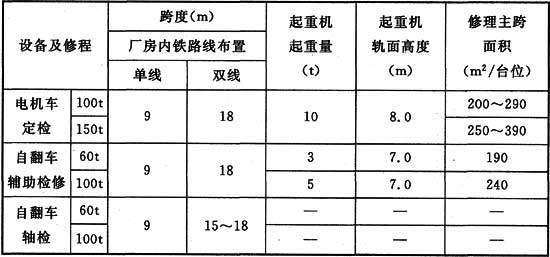 设备及修程 跨度(m) 起重机起重量(t) 起重机轨面高度(m) 修理主跨面积(m²/台位)
厂房内铁路线布置
单线 双线
电机车定检 100t 9 18 10 8.0 200~290
150t 250~390
自翻车辅助检修 60t 9 18 3 7.0 190
100t 5 7.0 240
自翻车轴检 60t 9 15~18 — — —
100t — — —